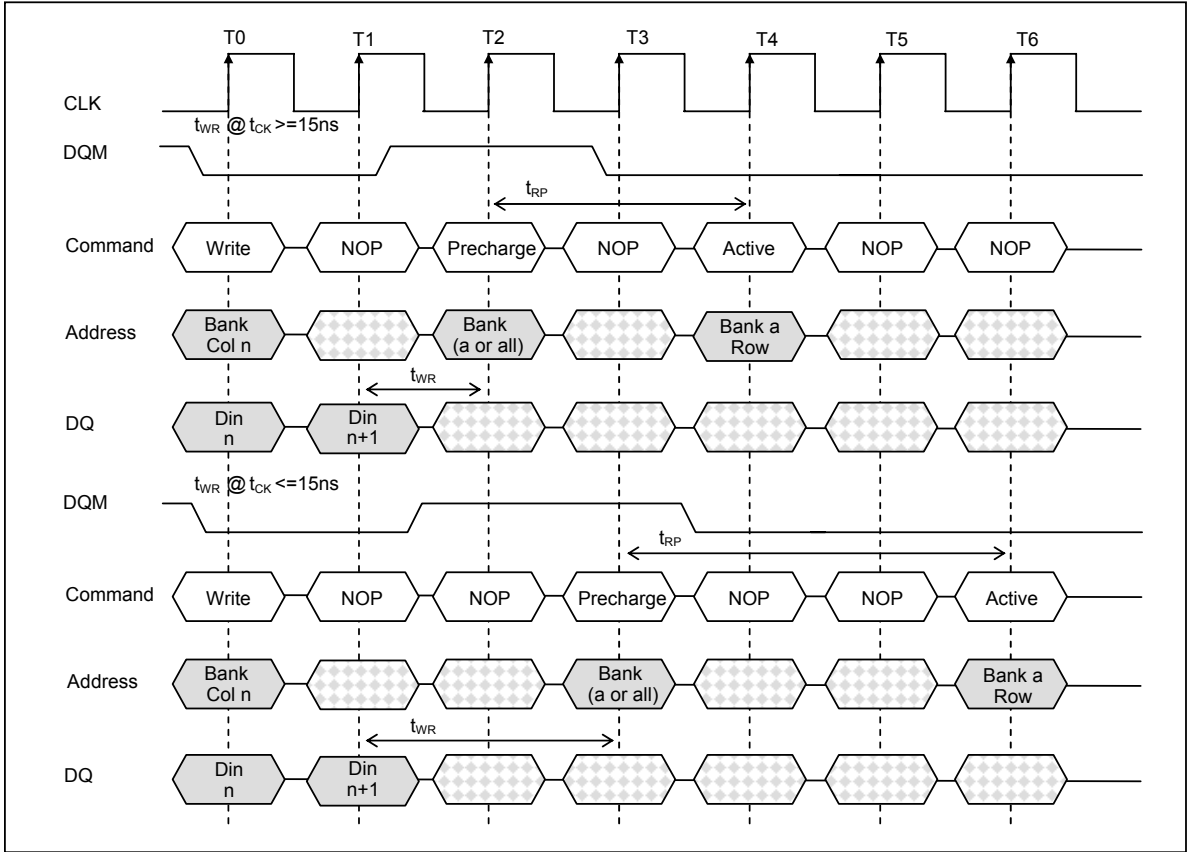 T0 T1 T2 T3 T4 T5 T6
CLK
tWR @ tCK >=15ns
DQM
tRP
Command Write NOP Precharge NOP Active NOP NOP
Address Bank Col n Bank (a or all) Bank a Row
tWR
DQ Din n Din n+1
tWR @ tCK <=15ns
DQM
tRP
Command Write NOP NOP Precharge NOP NOP Active
Address Bank Col n Bank (a or all) Bank a Row
tWR
DQ Din n Din n+1